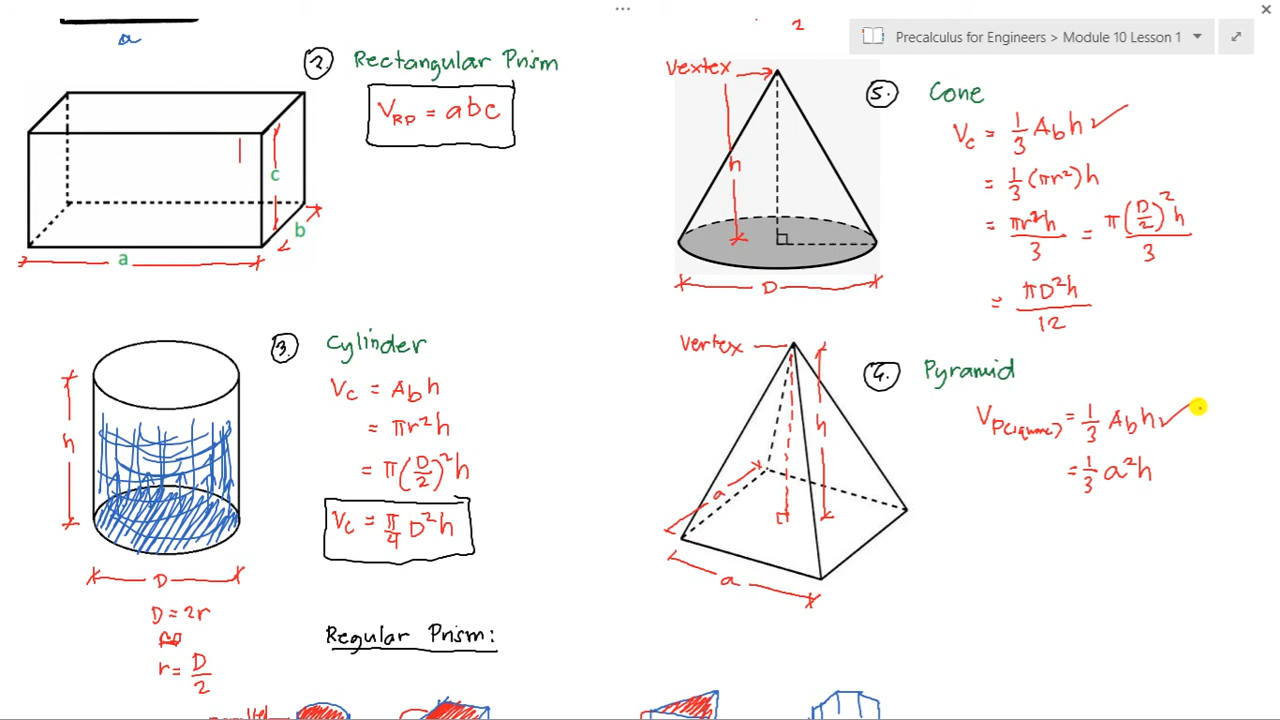 Precalculus for Engineers > Module 10 Lesson 1
a
2
2. Rectangular Prism
V_RP = abc
c
b
a
3. Cylinder
V_C = A_b h
= πr²h
= π(D/2)²h
V_C = π/4 D²h
h
D
D = 2r
r = D/2
Regular Prism:
Vextex
h
D
5. Cone
V_C = 1/3 A_b h ✓
= 1/3 (πr²)h
= πr²h/3 = π(D/2)²h/3
= πD²h/12
Vertex
h
a
a
4. Pyramid
V_P(square) = 1/3 A_b h ✓
= 1/3 a²h